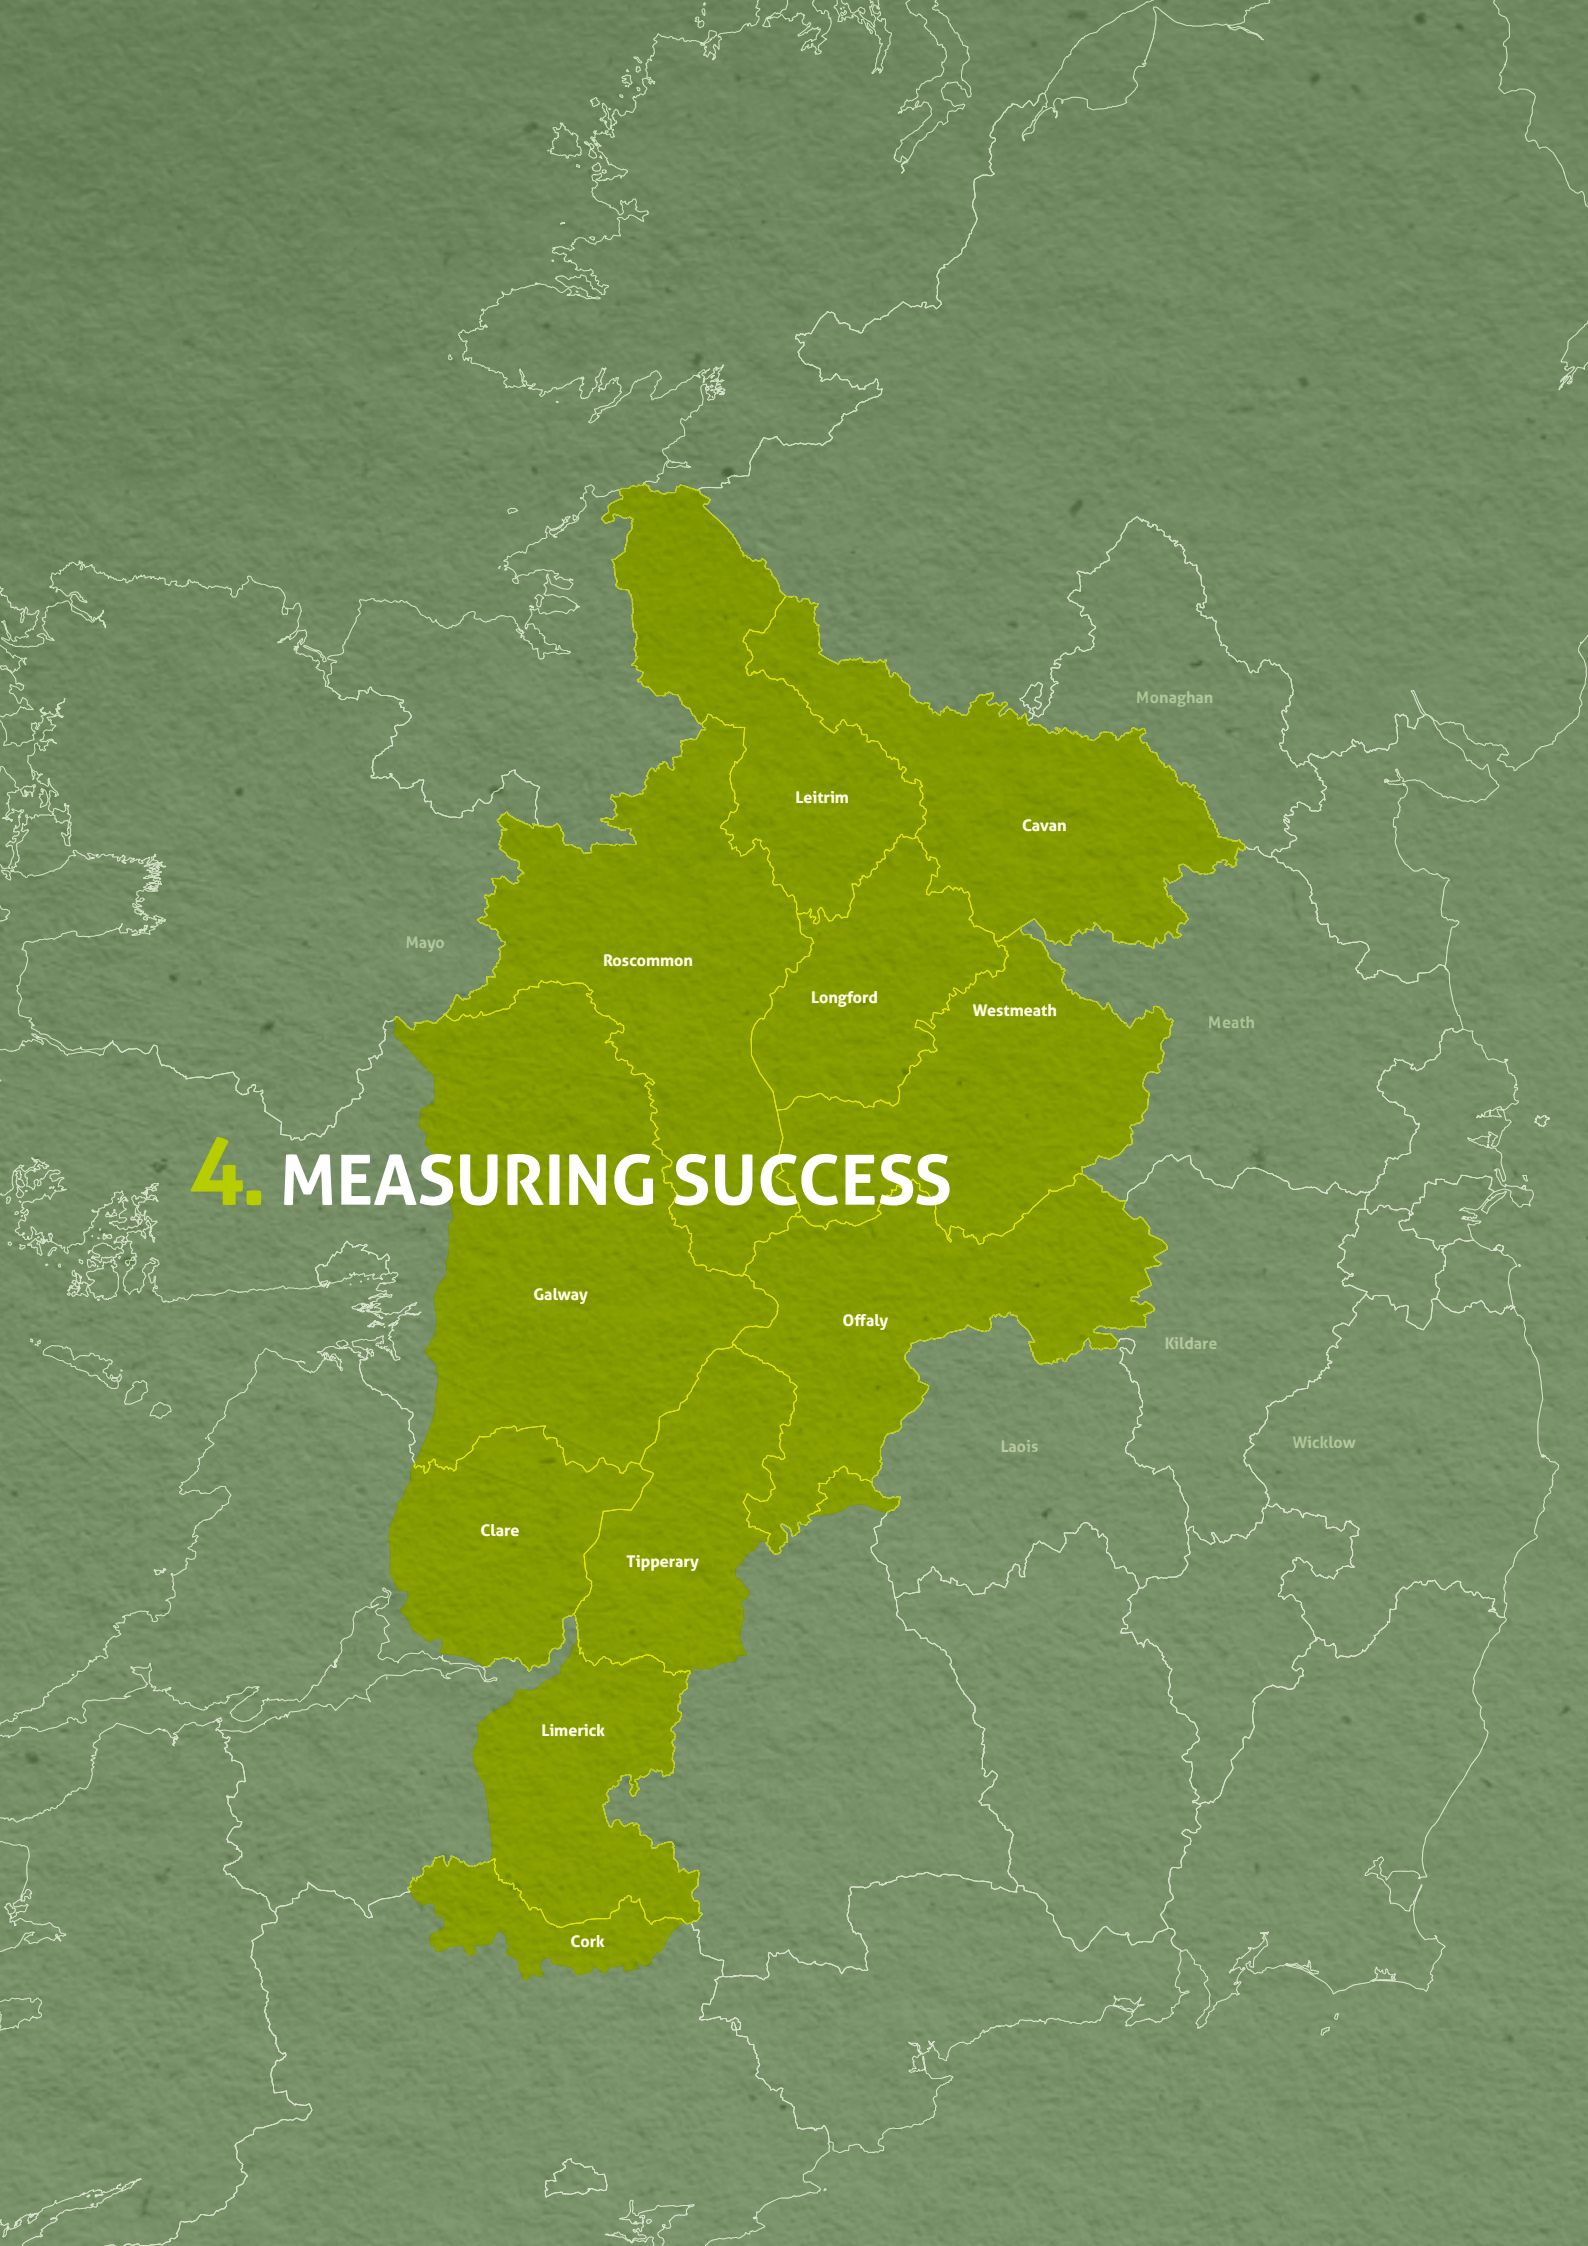 Monaghan
Leitrim
Cavan
Mayo
Roscommon
Longford
Westmeath
Meath
4. MEASURING SUCCESS
Galway
Offaly
Kildare
Laois
Wicklow
Clare
Tipperary
Limerick
Cork